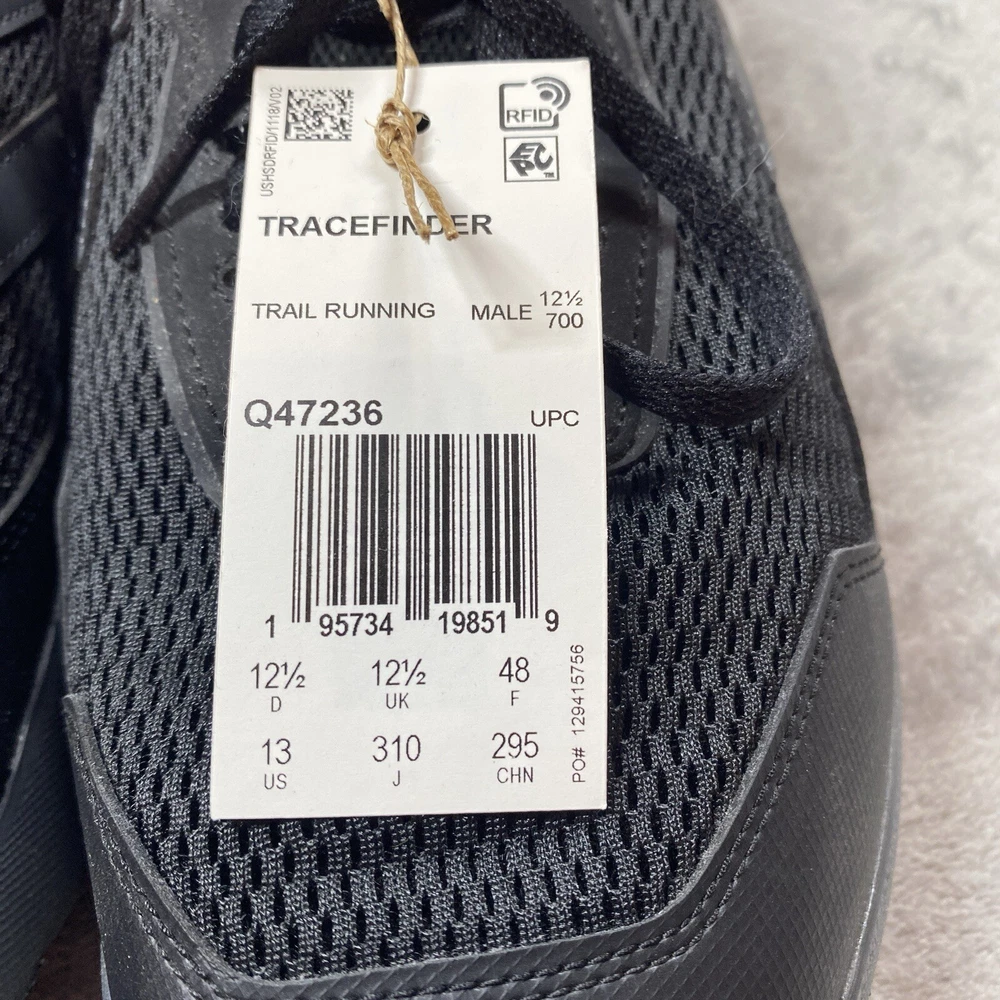 USHSDRFID/1118/V02
RFID
EPC™
TRACEFINDER
TRAIL RUNNING MALE 12½
700
Q47236
UPC
1 95734 19851 9
12½ 12½ 48
D UK F
13 310 295
US J CHN
PO# 129415756